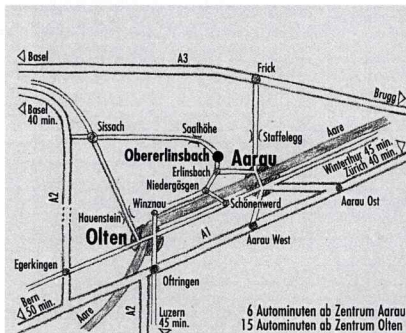 Basel
A3
Frick
Brugg
Basel
40 min.
Sissach
Saalhöhe
Staffelegg
Aare
Obererlinsbach
Aarau
Erlinsbach
Winterthur 45 min.
Zürich 40 min.
Niedergösgen
A2
Hauenstein
Winznau
Schönenwerd
Aarau Ost
Olten
A1
Aarau West
Egerkingen
Oftringen
Bern
50 min.
Aare
A2
Luzern
45 min.
6 Autominuten ab Zentrum Aarau
15 Autominuten ab Zentrum Olten